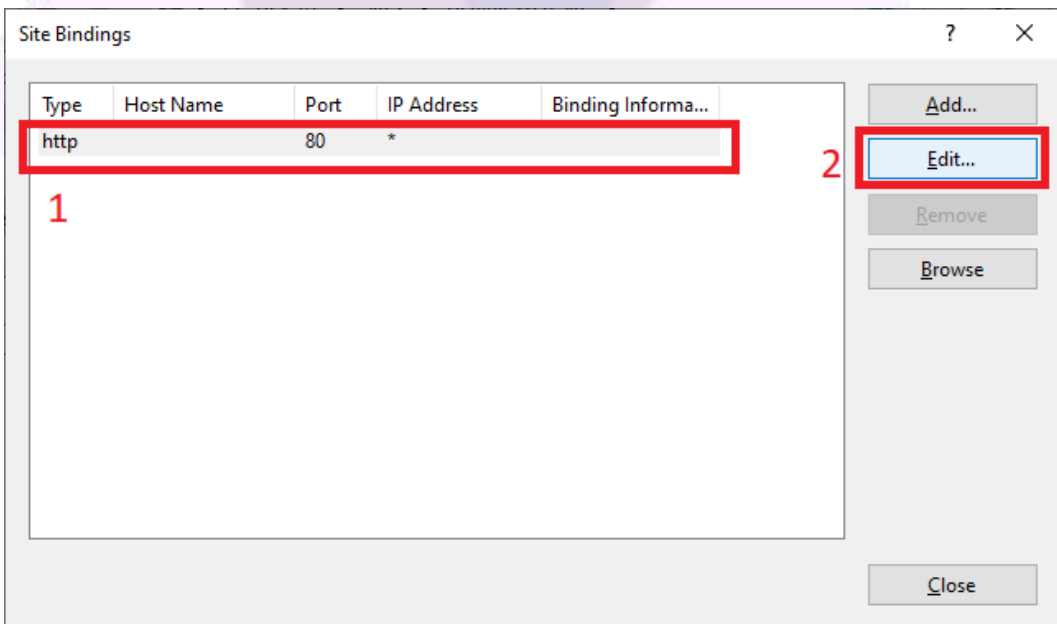 Site Bindings ? ✕
Type Host Name Port IP Address Binding Informa...
http 80 *
1
Add...
2
Edit...
Remove
Browse
Close